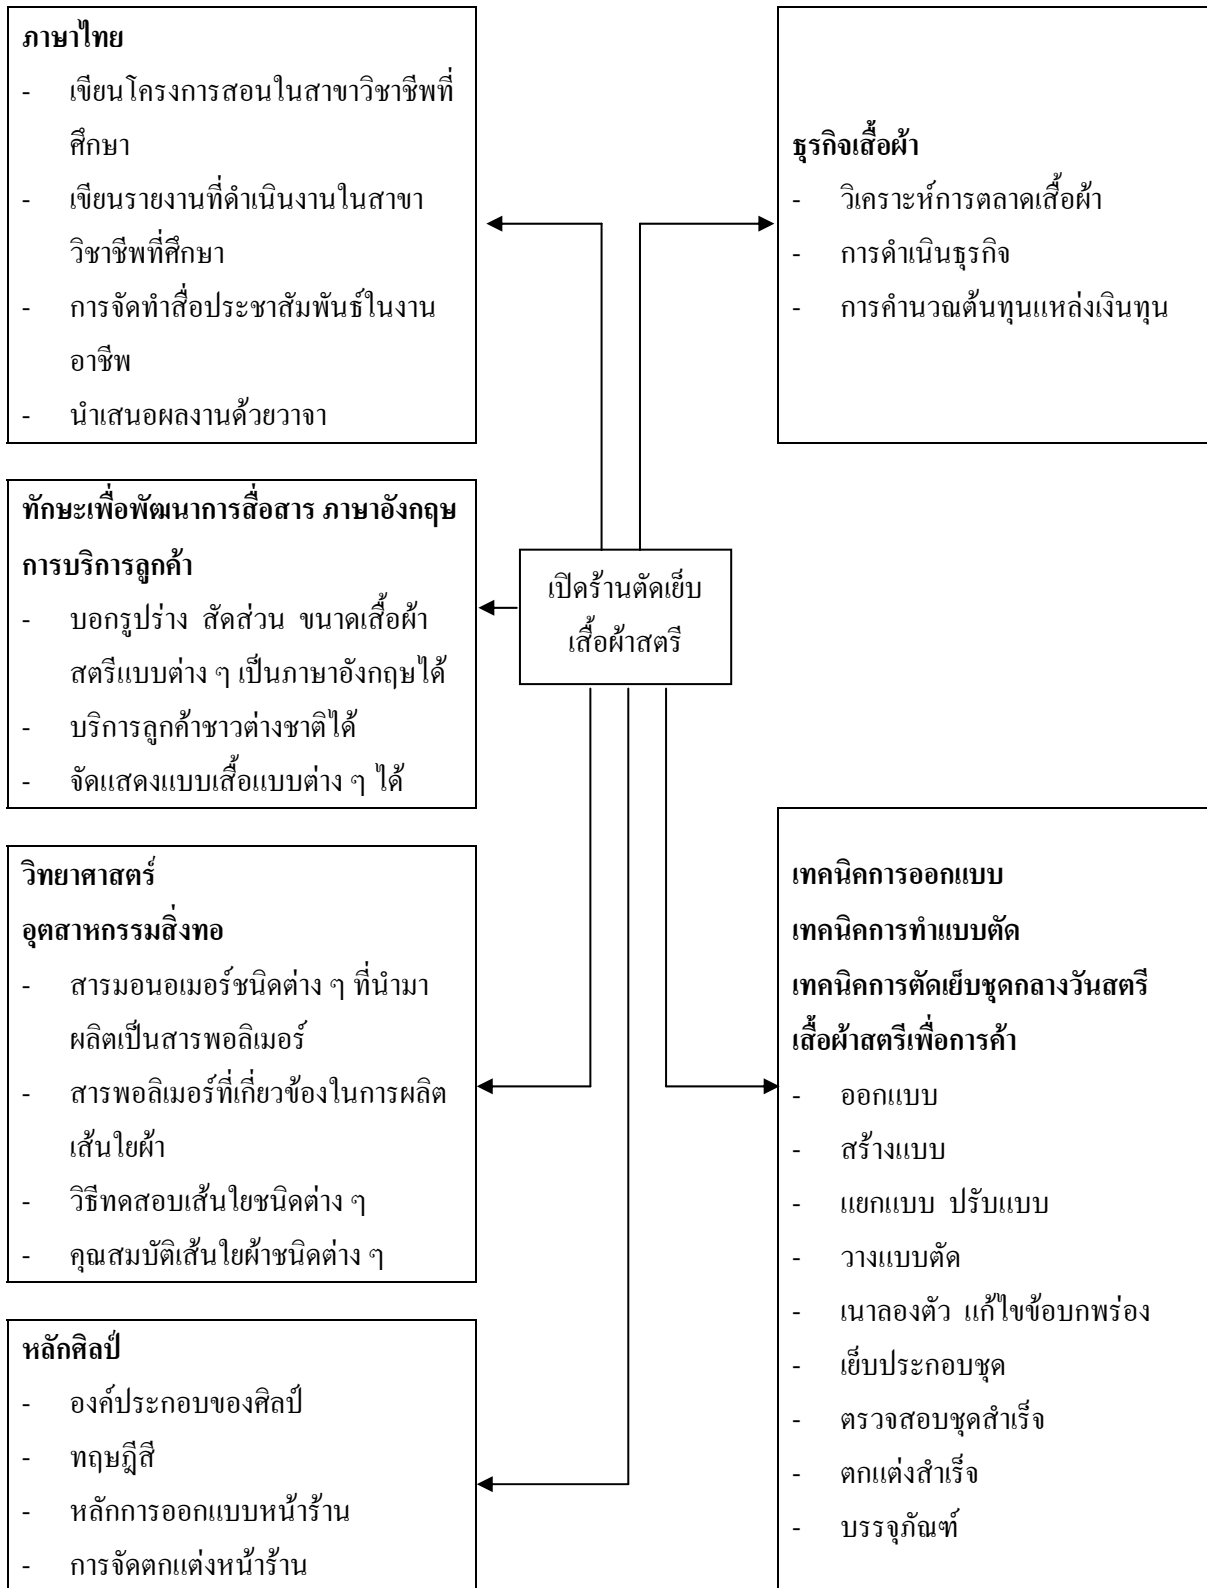 ภาษาไทย
- เขียนโครงการสอนในสาขาวิชาชีพที่
ศึกษา
- เขียนรายงานที่ดำเนินงานในสาขา
วิชาชีพที่ศึกษา
- การจัดทำสื่อประชาสัมพันธ์ในงาน
อาชีพ
- นำเสนอผลงานด้วยวาจา
ธุรกิจเสื้อผ้า
- วิเคราะห์การตลาดเสื้อผ้า
- การดำเนินธุรกิจ
- การคำนวณต้นทุนแหล่งเงินทุน
ทักษะเพื่อพัฒนาการสื่อสาร ภาษาอังกฤษ
การบริการลูกค้า
- บอกรูปร่าง สัดส่วน ขนาดเสื้อผ้า
สตรีแบบต่าง ๆ เป็นภาษาอังกฤษได้
- บริการลูกค้าชาวต่างชาติได้
- จัดแสดงแบบเสื้อแบบต่าง ๆ ได้
เปิดร้านตัดเย็บ
เสื้อผ้าสตรี
วิทยาศาสตร์
อุตสาหกรรมสิ่งทอ
- สารมอนอเมอร์ชนิดต่าง ๆ ที่นำมา
ผลิตเป็นสารพอลิเมอร์
- สารพอลิเมอร์ที่เกี่ยวข้องในการผลิต
เส้นใยผ้า
- วิธีทดสอบเส้นใยชนิดต่าง ๆ
- คุณสมบัติเส้นใยผ้าชนิดต่าง ๆ
เทคนิคการออกแบบ
เทคนิคการทำแบบตัด
เทคนิคการตัดเย็บชุดกลางวันสตรี
เสื้อผ้าสตรีเพื่อการค้า
- ออกแบบ
- สร้างแบบ
- แยกแบบ ปรับแบบ
- วางแบบตัด
- เนาลองตัว แก้ไขข้อบกพร่อง
- เย็บประกอบชุด
- ตรวจสอบชุดสำเร็จ
- ตกแต่งสำเร็จ
- บรรจุภัณฑ์
หลักศิลป์
- องค์ประกอบของศิลป์
- ทฤษฎีสี
- หลักการออกแบบหน้าร้าน
- การจัดตกแต่งหน้าร้าน